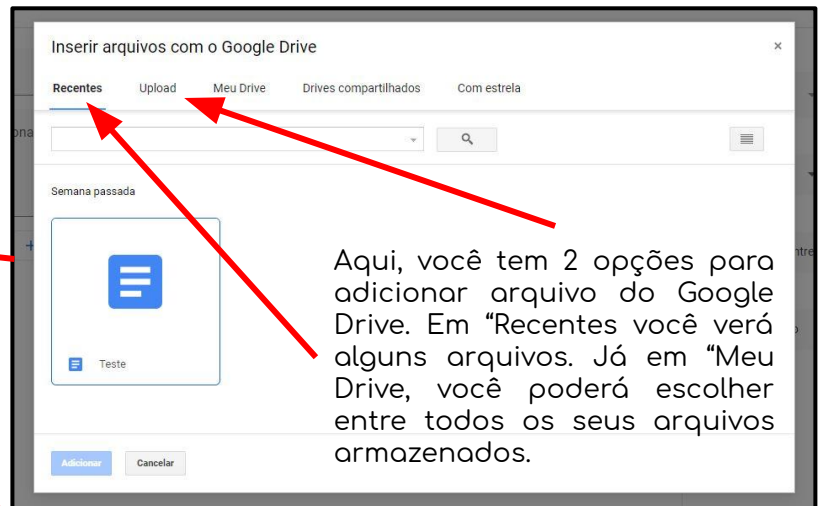 Inserir arquivos com o Google Drive
×
Recentes Upload Meu Drive Drives compartilhados Com estrela
Semana passada
Aqui, você tem 2 opções para
adicionar arquivo do Google
Drive. Em “Recentes você verá
alguns arquivos. Já em “Meu
Drive, você poderá escolher
entre todos os seus arquivos
armazenados.
Teste
Adicionar Cancelar